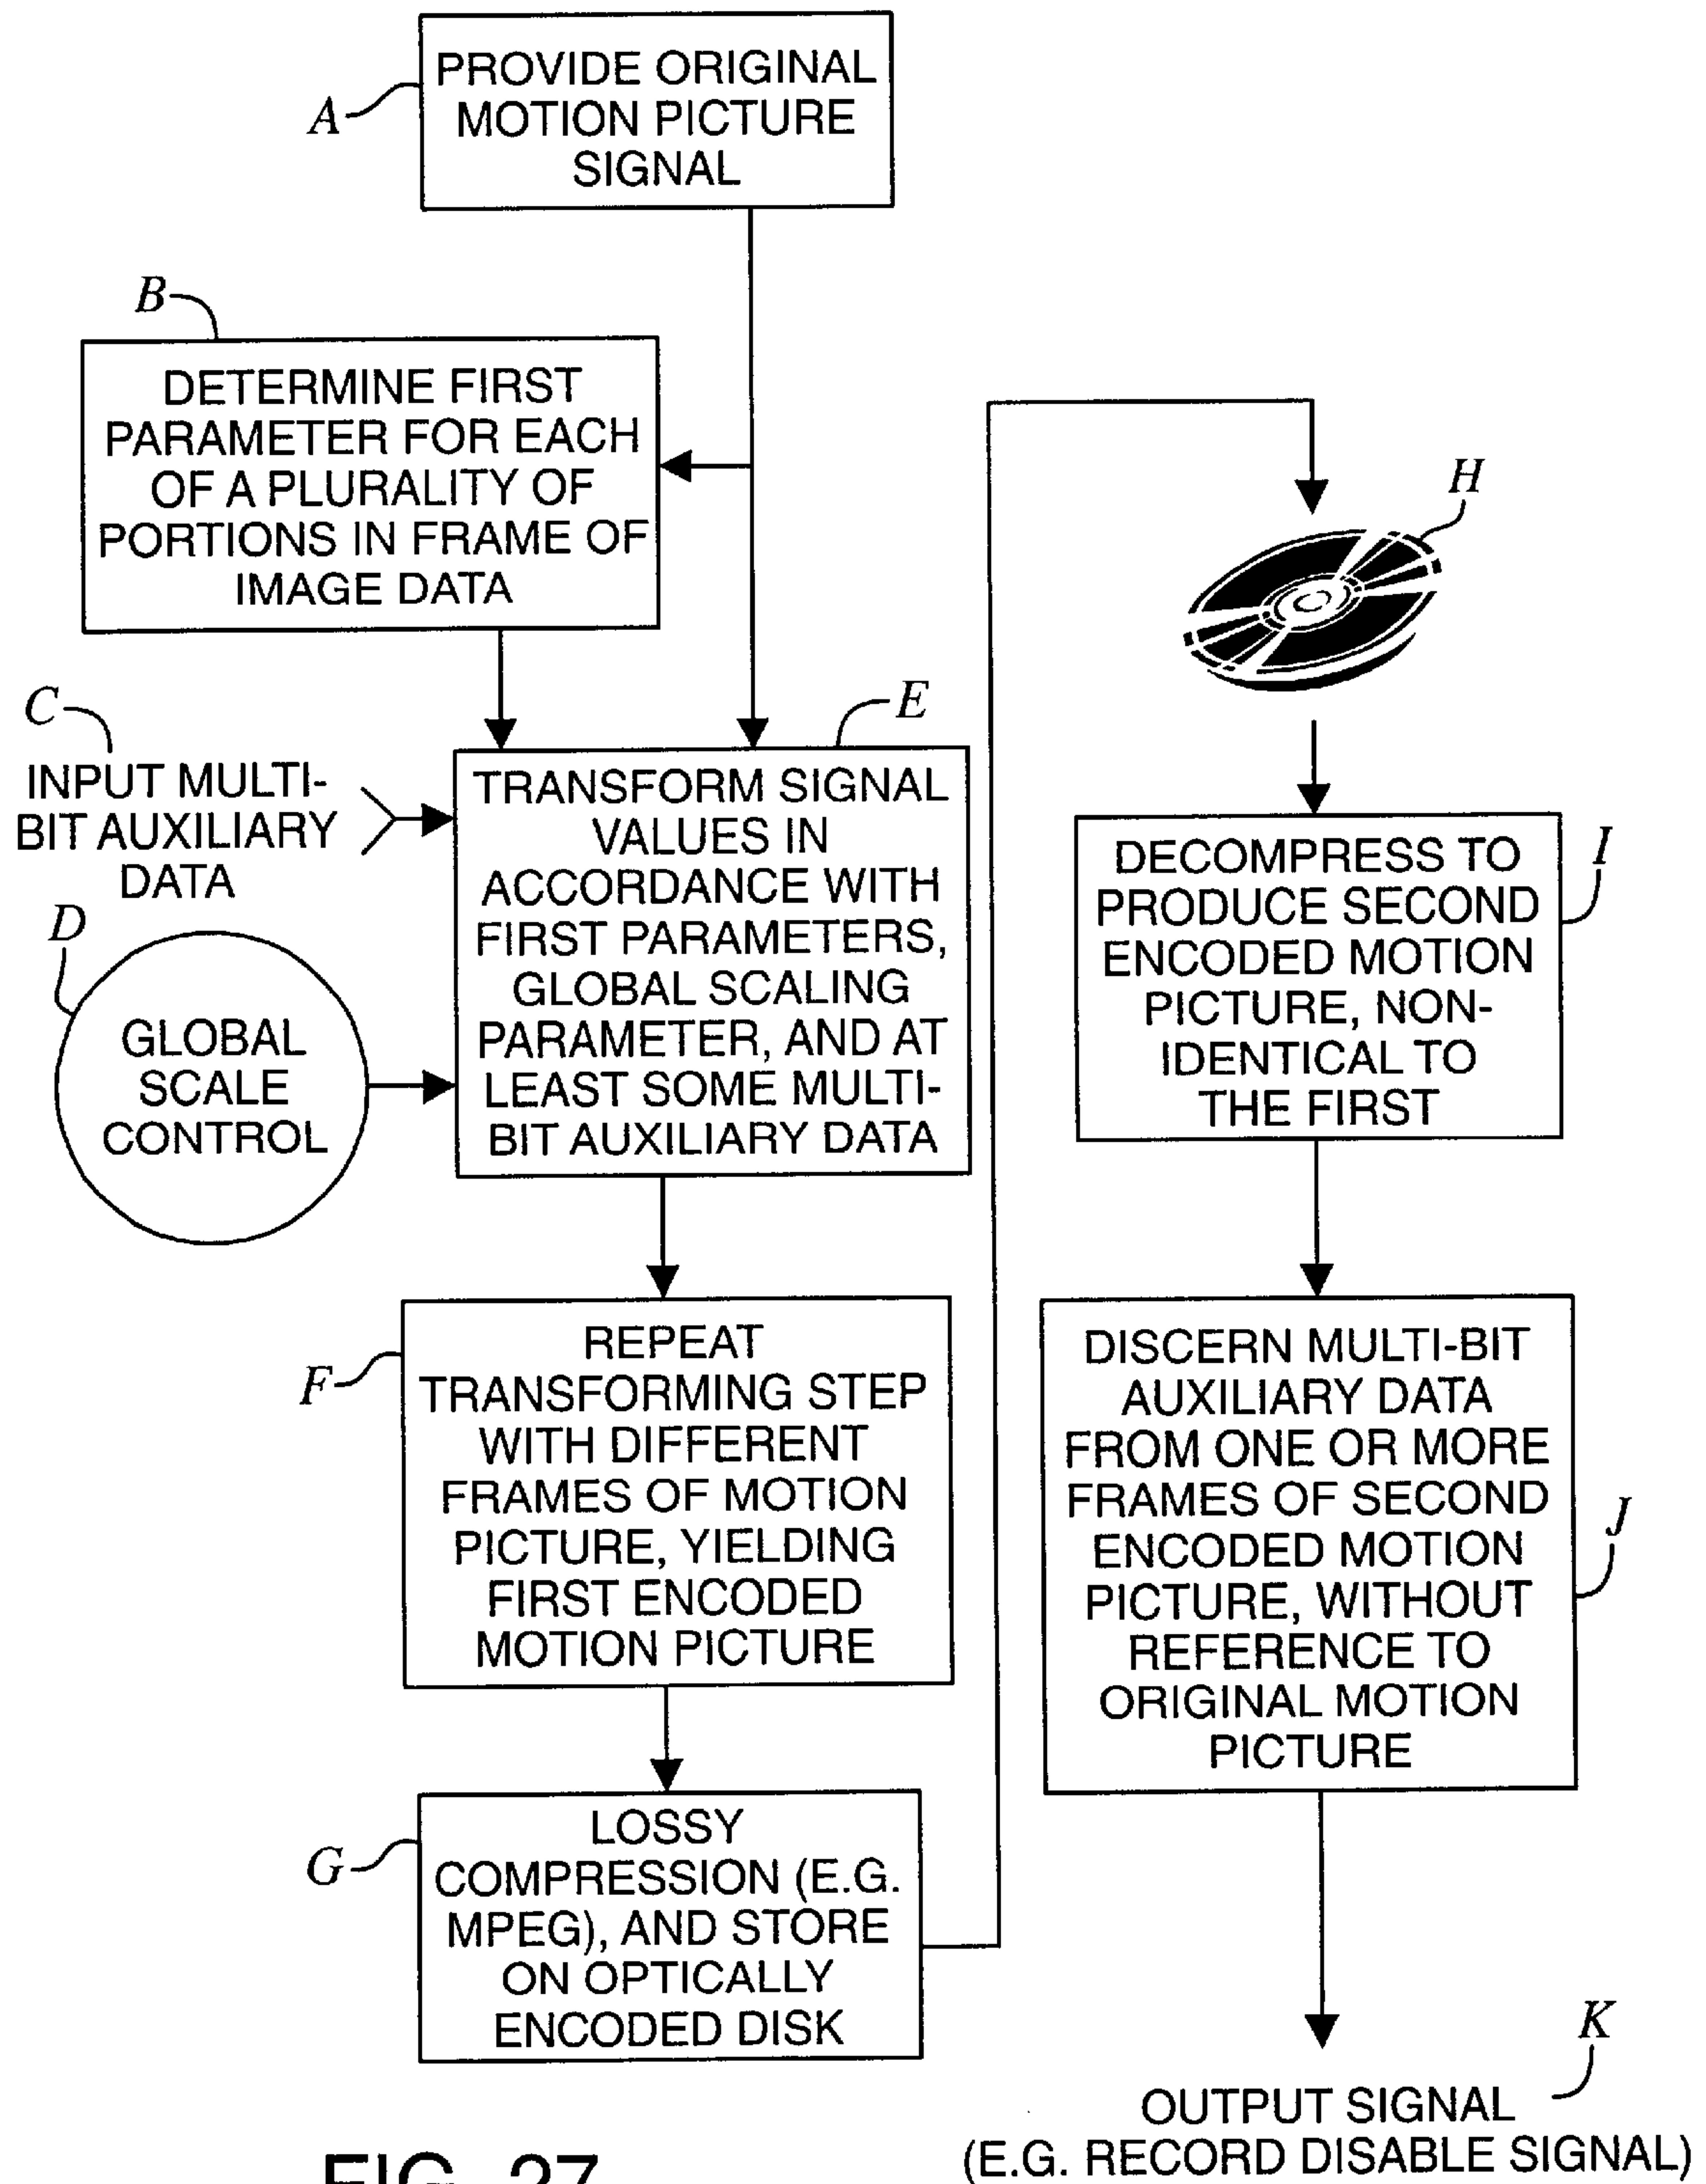 A
PROVIDE ORIGINAL
MOTION PICTURE
SIGNAL
B
DETERMINE FIRST
PARAMETER FOR EACH
OF A PLURALITY OF
PORTIONS IN FRAME OF
IMAGE DATA
C
INPUT MULTI-
BIT AUXILIARY
DATA
D
GLOBAL
SCALE
CONTROL
E
TRANSFORM SIGNAL
VALUES IN
ACCORDANCE WITH
FIRST PARAMETERS,
GLOBAL SCALING
PARAMETER, AND AT
LEAST SOME MULTI-
BIT AUXILIARY DATA
F
REPEAT
TRANSFORMING STEP
WITH DIFFERENT
FRAMES OF MOTION
PICTURE, YIELDING
FIRST ENCODED
MOTION PICTURE
G
LOSSY
COMPRESSION (E.G.
MPEG), AND STORE
ON OPTICALLY
ENCODED DISK
H
I
DECOMPRESS TO
PRODUCE SECOND
ENCODED MOTION
PICTURE, NON-
IDENTICAL TO
THE FIRST
J
DISCERN MULTI-BIT
AUXILIARY DATA
FROM ONE OR MORE
FRAMES OF SECOND
ENCODED MOTION
PICTURE, WITHOUT
REFERENCE TO
ORIGINAL MOTION
PICTURE
K
OUTPUT SIGNAL
(E.G. RECORD DISABLE SIGNAL)
FIG. 27